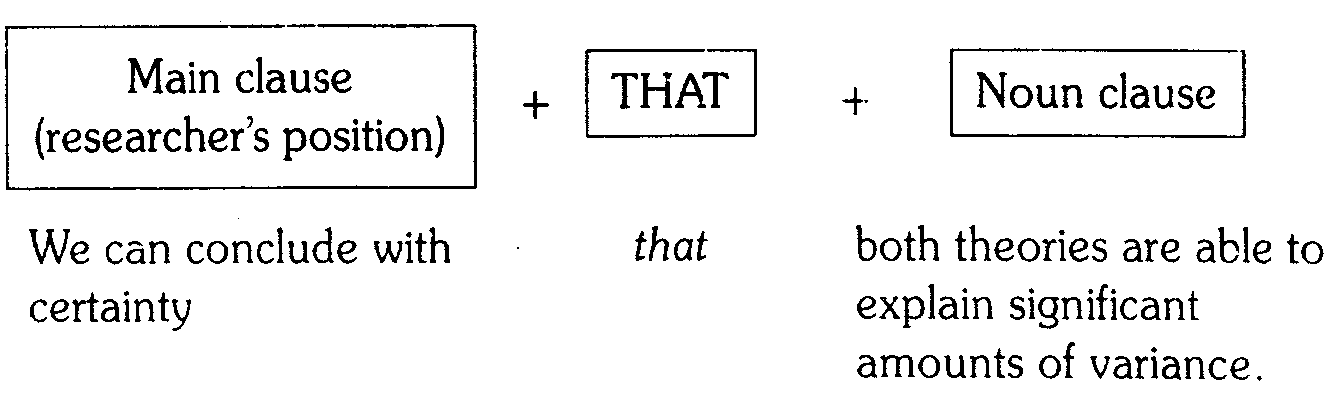 Main clause
(researcher's position)
+
THAT
+
Noun clause
We can conclude with
certainty
that
both theories are able to
explain significant
amounts of variance.